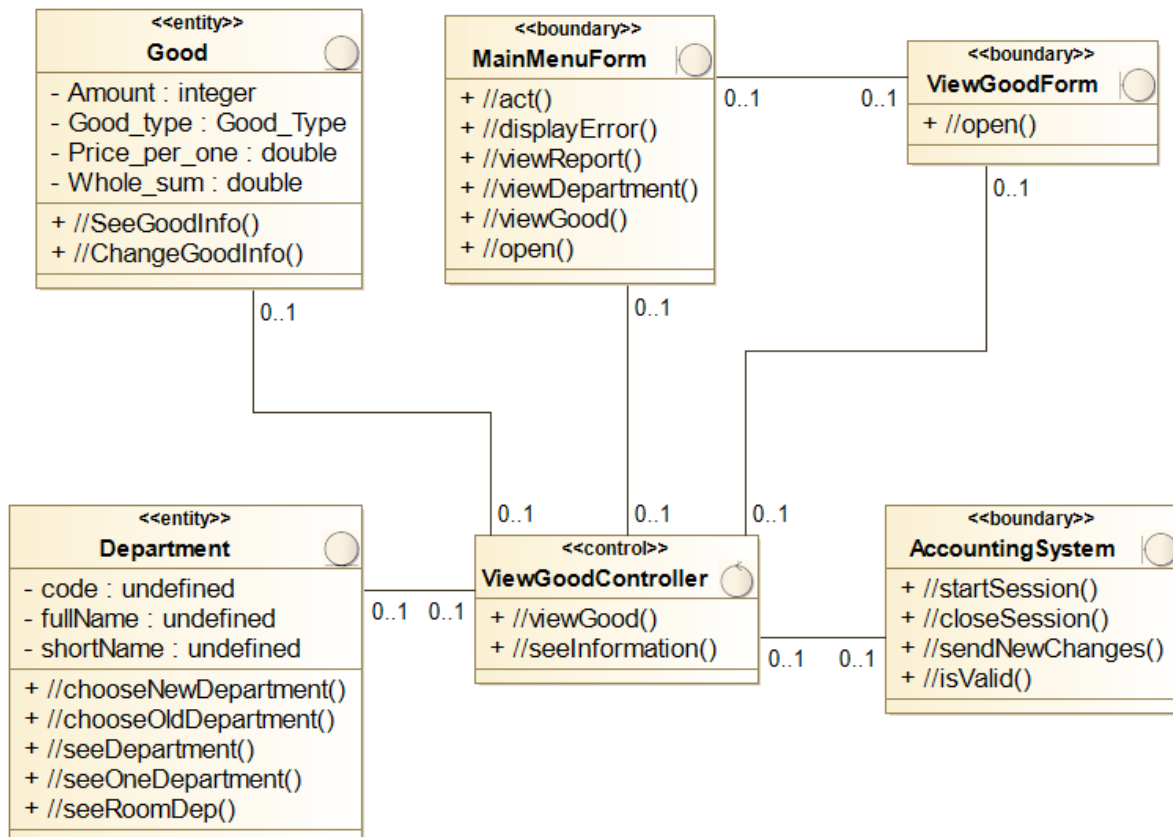 <<entity>>
Good
- Amount : integer
- Good_type : Good_Type
- Price_per_one : double
- Whole_sum : double
+ //SeeGoodInfo()
+ //ChangeGoodInfo()
0..1
<<boundary>>
MainMenuForm
+ //act()
+ //displayError()
+ //viewReport()
+ //viewDepartment()
+ //viewGood()
+ //open()
0..1
0..1
0..1
<<boundary>>
ViewGoodForm
+ //open()
0..1
0..1
0..1
0..1
<<entity>>
Department
- code : undefined
- fullName : undefined
- shortName : undefined
+ //chooseNewDepartment()
+ //chooseOldDepartment()
+ //seeDepartment()
+ //seeOneDepartment()
+ //seeRoomDep()
0..1
0..1
<<control>>
ViewGoodController
+ //viewGood()
+ //seeInformation()
0..1
0..1
<<boundary>>
AccountingSystem
+ //startSession()
+ //closeSession()
+ //sendNewChanges()
+ //isValid()